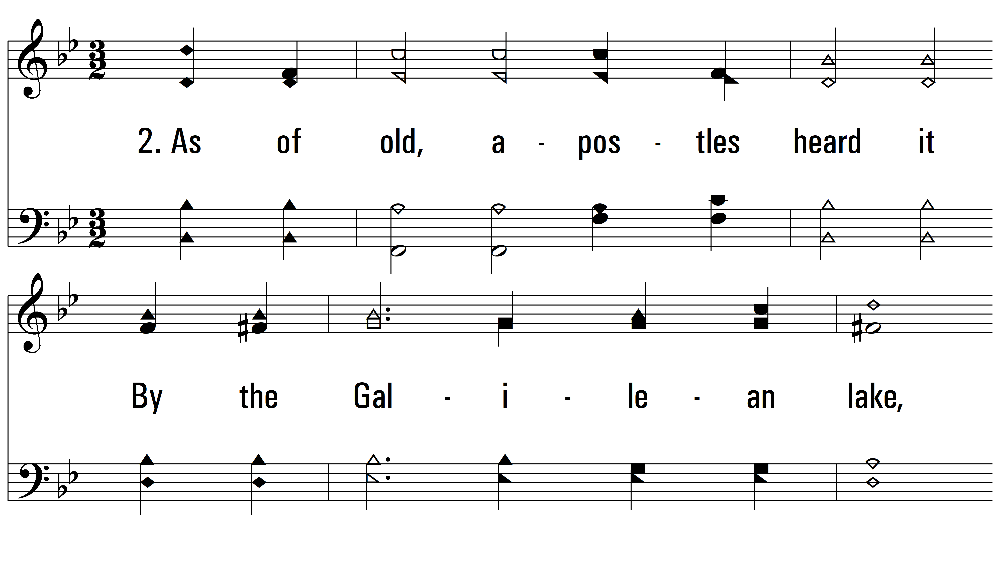 2. As of old, a - pos - tles heard it
By the Gal - i - le - an lake,